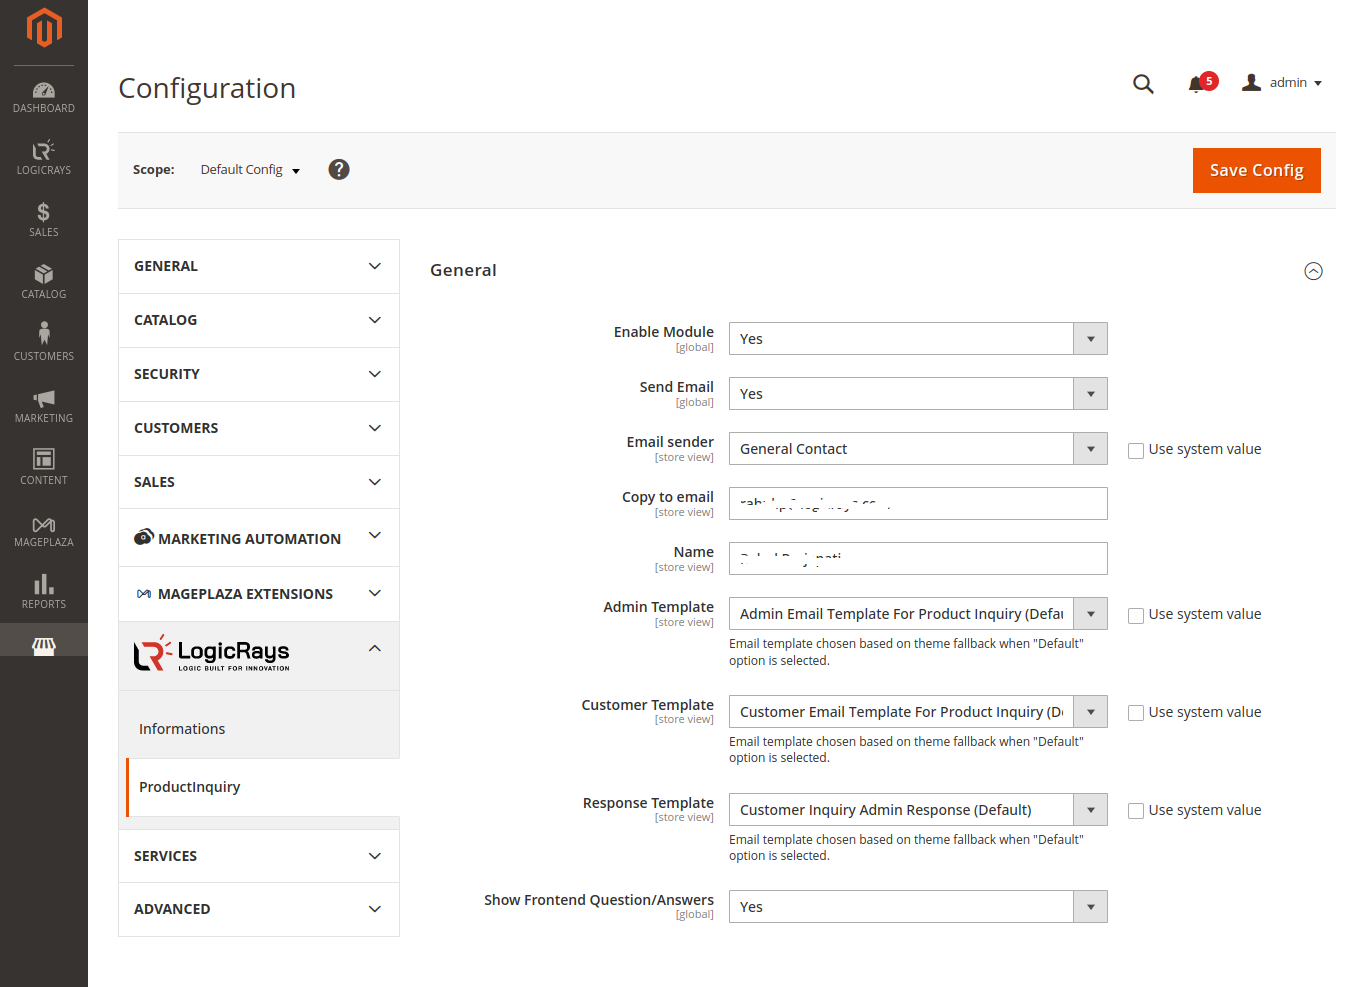 Configuration
5
admin
DASHBOARD
LOGICRAYS
SALES
CATALOG
CUSTOMERS
MARKETING
CONTENT
MAGEPLAZA
REPORTS
Scope:
Default Config
?
Save Config
GENERAL
CATALOG
SECURITY
CUSTOMERS
SALES
MARKETING AUTOMATION
MAGEPLAZA EXTENSIONS
LogicRays
LOGIC BUILT FOR INNOVATION
Informations
ProductInquiry
SERVICES
ADVANCED
General
Enable Module
[global]
Yes
Send Email
[global]
Yes
Email sender
[store view]
General Contact
Use system value
Copy to email
[store view]
Name
[store view]
Admin Template
[store view]
Admin Email Template For Product Inquiry (Defau
Use system value
Email template chosen based on theme fallback when "Default"
option is selected.
Customer Template
[store view]
Customer Email Template For Product Inquiry (De
Use system value
Email template chosen based on theme fallback when "Default"
option is selected.
Response Template
[store view]
Customer Inquiry Admin Response (Default)
Use system value
Email template chosen based on theme fallback when "Default"
option is selected.
Show Frontend Question/Answers
[global]
Yes